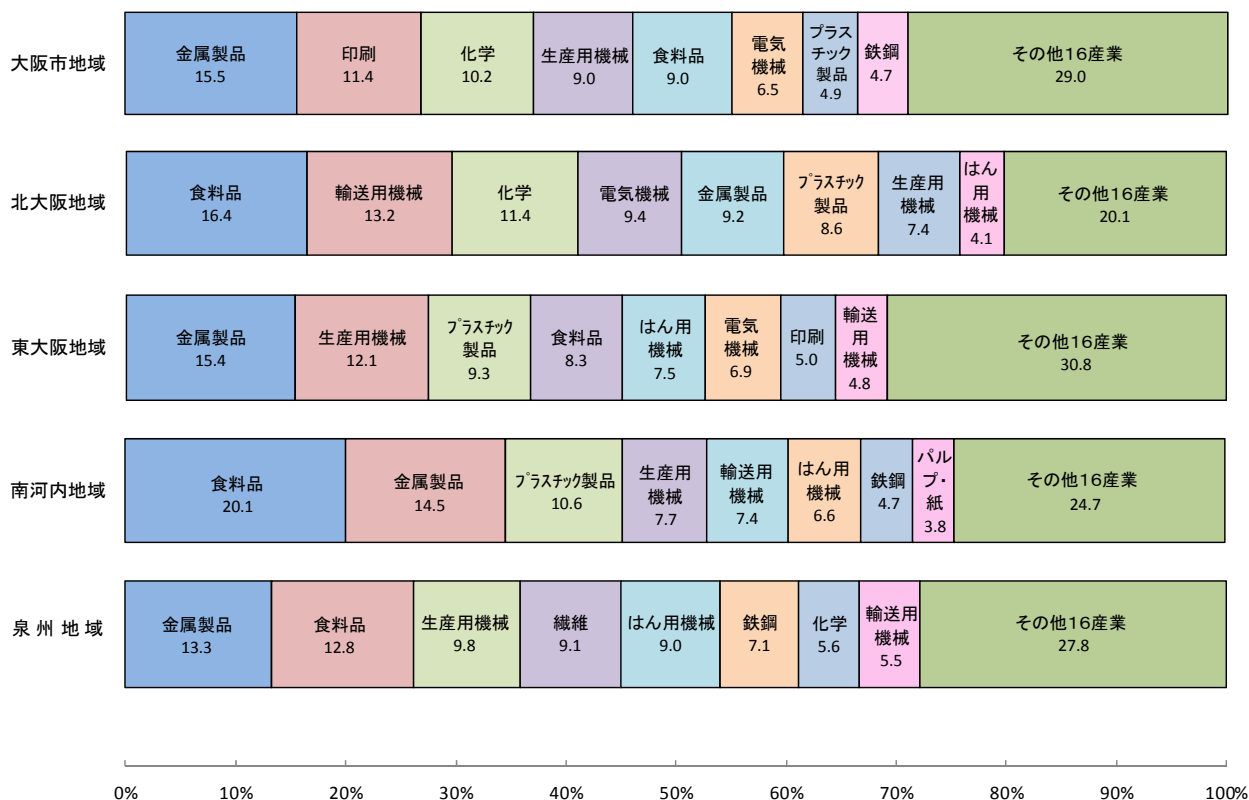 大阪市地域
金属製品
15.5
印刷
11.4
化学
10.2
生産用機械
9.0
食料品
9.0
電気
機械
6.5
プラス
チック
製品
4.9
鉄鋼
4.7
その他16産業
29.0
北大阪地域
食料品
16.4
輸送用機械
13.2
化学
11.4
電気機械
9.4
金属製品
9.2
プラスチック
製品
8.6
生産用
機械
7.4
はん
用
機械
4.1
その他16産業
20.1
東大阪地域
金属製品
15.4
生産用機械
12.1
プラスチック
製品
9.3
食料品
8.3
はん用
機械
7.5
電気
機械
6.9
印刷
5.0
輸送
用
機械
4.8
その他16産業
30.8
南河内地域
食料品
20.1
金属製品
14.5
プラスチック製品
10.6
生産用
機械
7.7
輸送用
機械
7.4
はん用
機械
6.6
鉄鋼
4.7
パル
プ・
紙
3.8
その他16産業
24.7
泉州地域
金属製品
13.3
食料品
12.8
生産用機械
9.8
繊維
9.1
はん用機械
9.0
鉄鋼
7.1
化学
5.6
輸送用
機械
5.5
その他16産業
27.8
0% 10% 20% 30% 40% 50% 60% 70% 80% 90% 100%